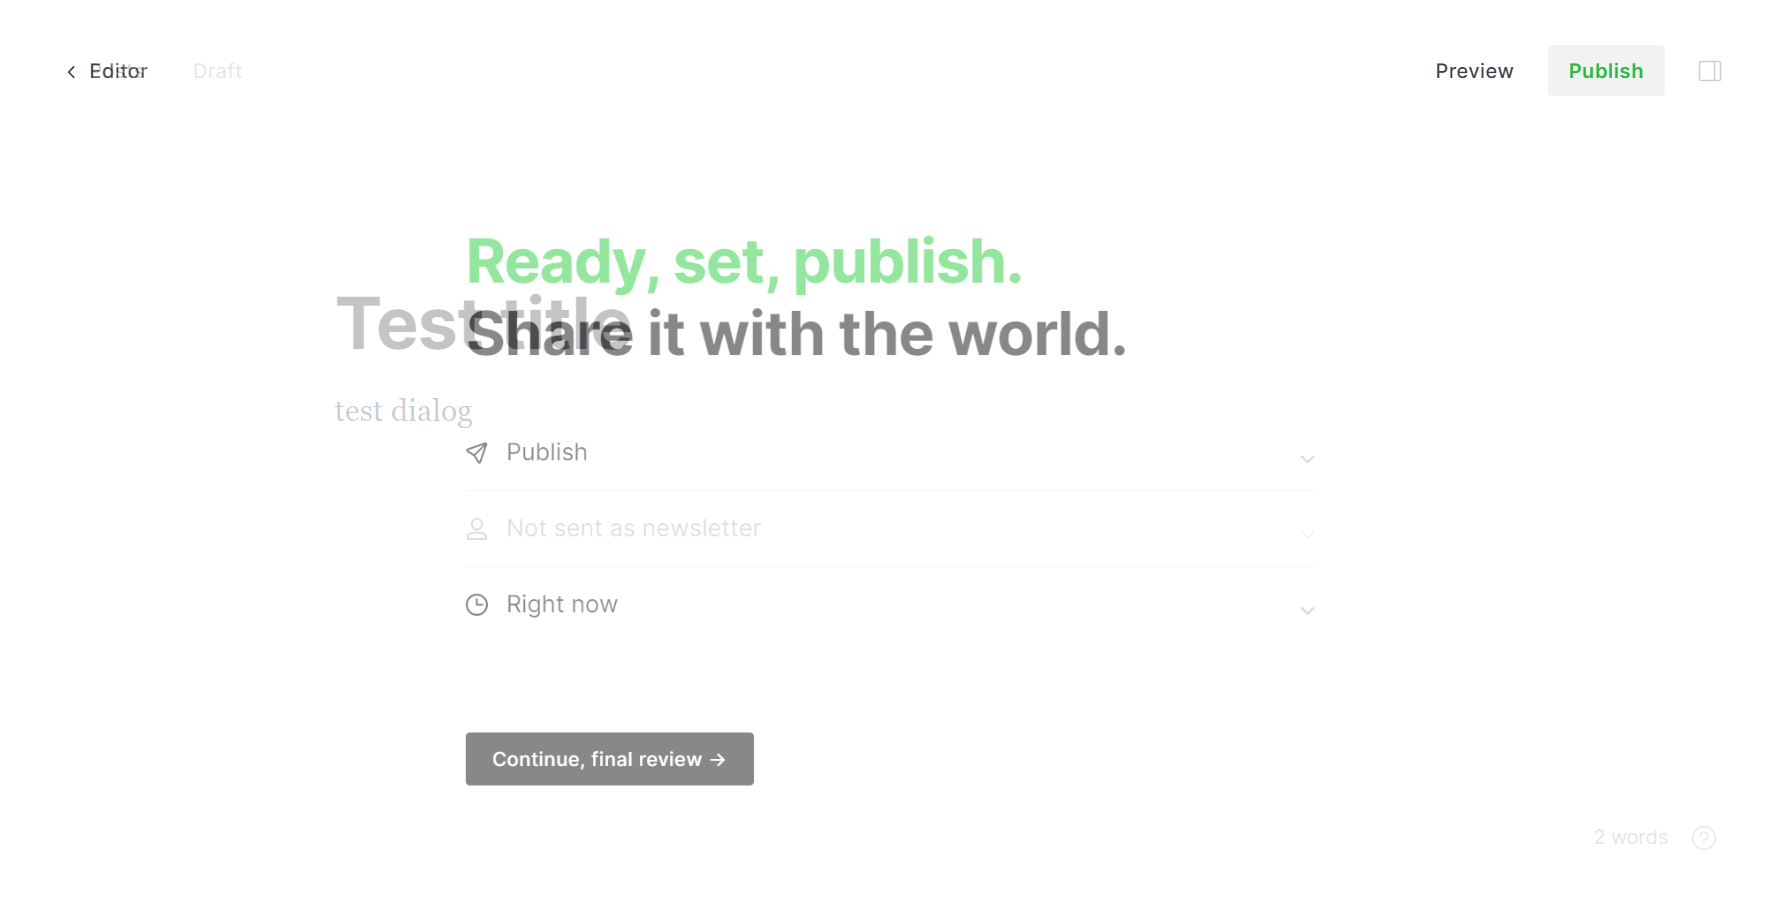 Editor
Posts
Draft
Preview
Publish
Ready, set, publish.
Share it with the world.
Test title
test dialog
Publish
Not sent as newsletter
Right now
Continue, final review →
2 words
?